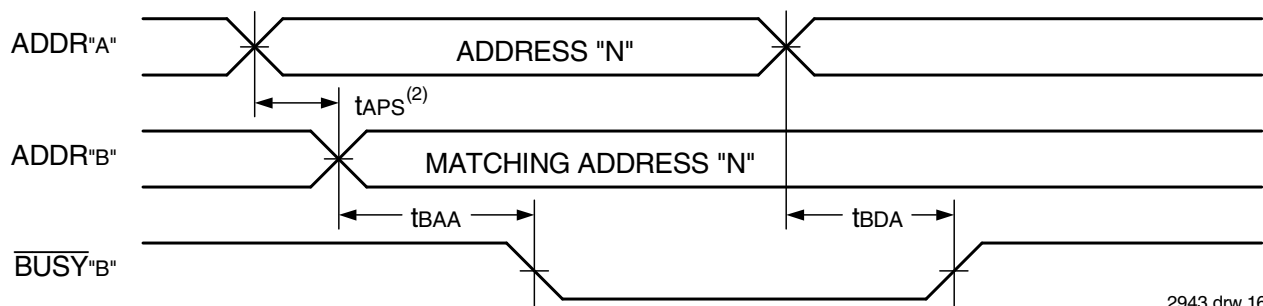 ADDR"A"
ADDRESS "N"
tAPS(2)
ADDR"B"
MATCHING ADDRESS "N"
tBAA
tBDA
BUSY"B"
2943 drw 16